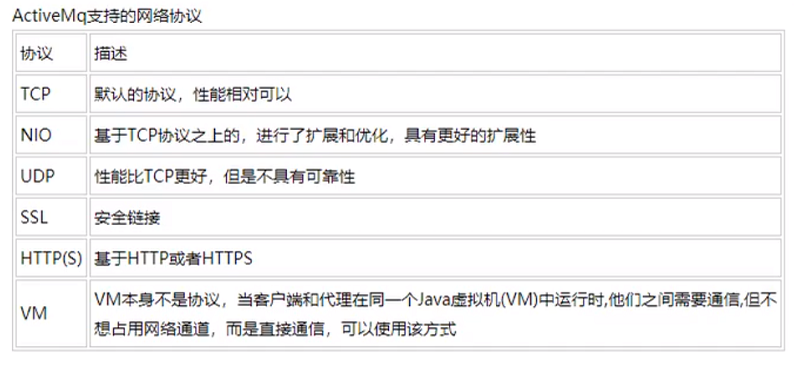 ActiveMq支持的网络协议
协议 描述
TCP 默认的协议，性能相对可以
NIO 基于TCP协议之上的，进行了扩展和优化，具有更好的扩展性
UDP 性能比TCP更好，但是不具有可靠性
SSL 安全链接
HTTP(S) 基于HTTP或者HTTPS
VM VM本身不是协议，当客户端和代理在同一个Java虚拟机(VM)中运行时,他们之间需要通信,但不
想占用网络通道，而是直接通信，可以使用该方式